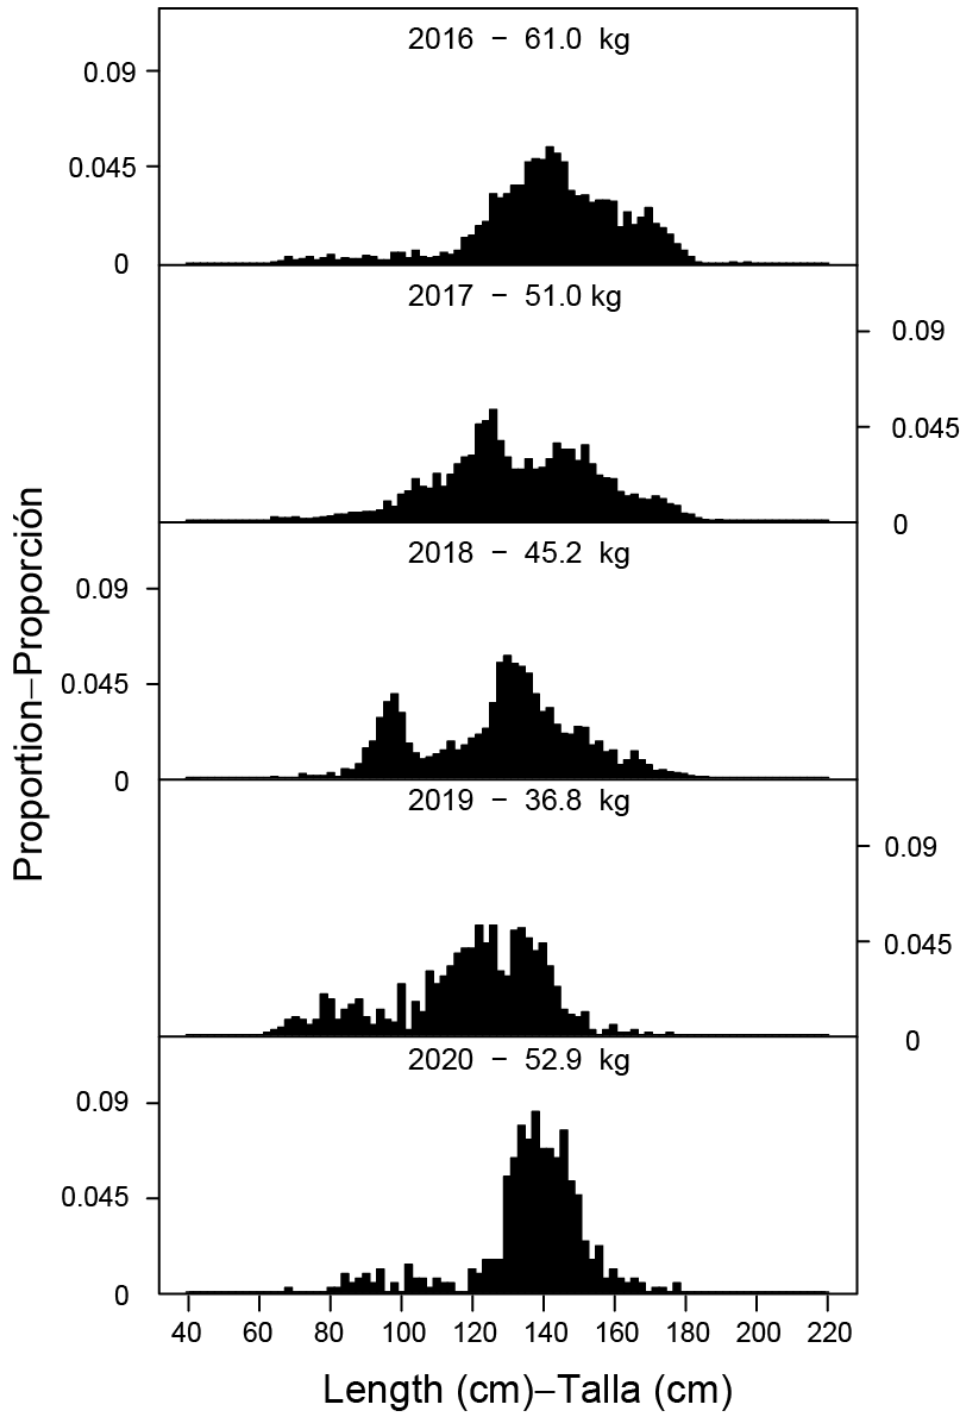 2016 − 61.0 kg
0.09
0.045
0
2017 − 51.0 kg
0.09
0.045
0
2018 − 45.2 kg
0.09
0.045
0
2019 − 36.8 kg
0.09
0.045
0
2020 − 52.9 kg
0.09
0.045
0
40 60 80 100 120 140 160 180 200 220
Length (cm)−Talla (cm)
Proportion−Proporción